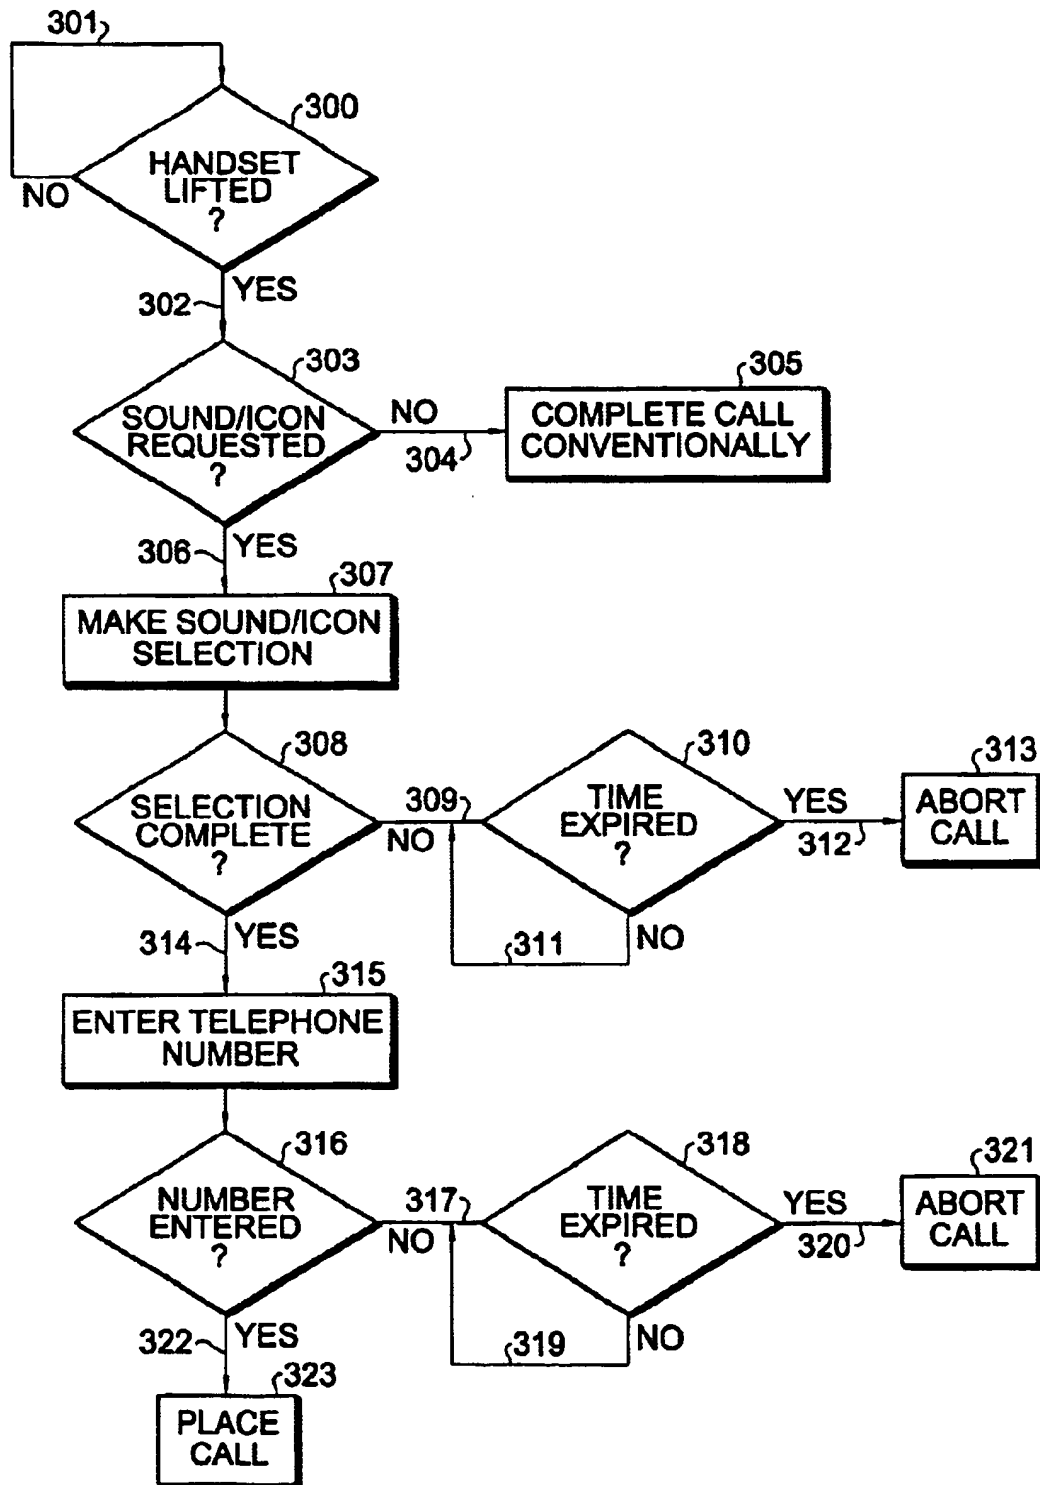 301
300
HANDSET
LIFTED
?
NO
YES
302
303
SOUND/ICON
REQUESTED
?
NO
304
305
COMPLETE CALL
CONVENTIONALLY
306
YES
307
MAKE SOUND/ICON
SELECTION
308
SELECTION
COMPLETE
?
309
NO
310
TIME
EXPIRED
?
YES
312
313
ABORT
CALL
311
NO
314
YES
315
ENTER TELEPHONE
NUMBER
316
NUMBER
ENTERED
?
317
NO
318
TIME
EXPIRED
?
YES
320
321
ABORT
CALL
319
NO
322
YES
323
PLACE
CALL